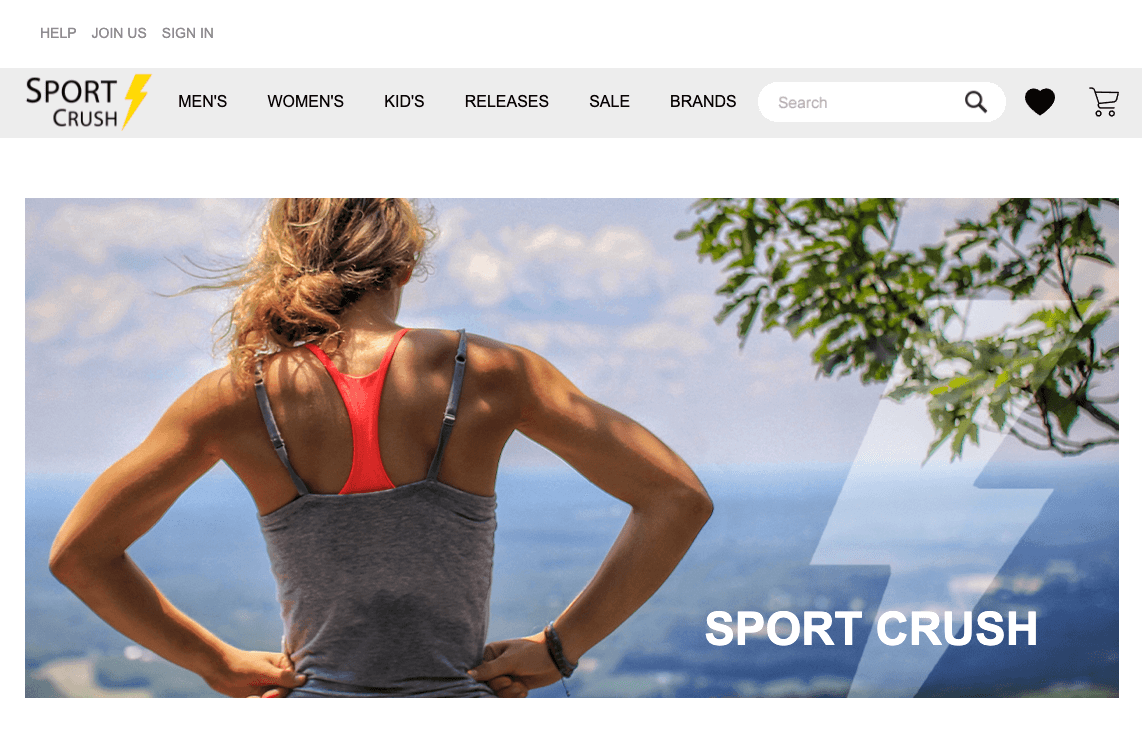 HELP JOIN US SIGN IN
SPORT CRUSH
MEN'S WOMEN'S KID'S RELEASES SALE BRANDS Search
SPORT CRUSH